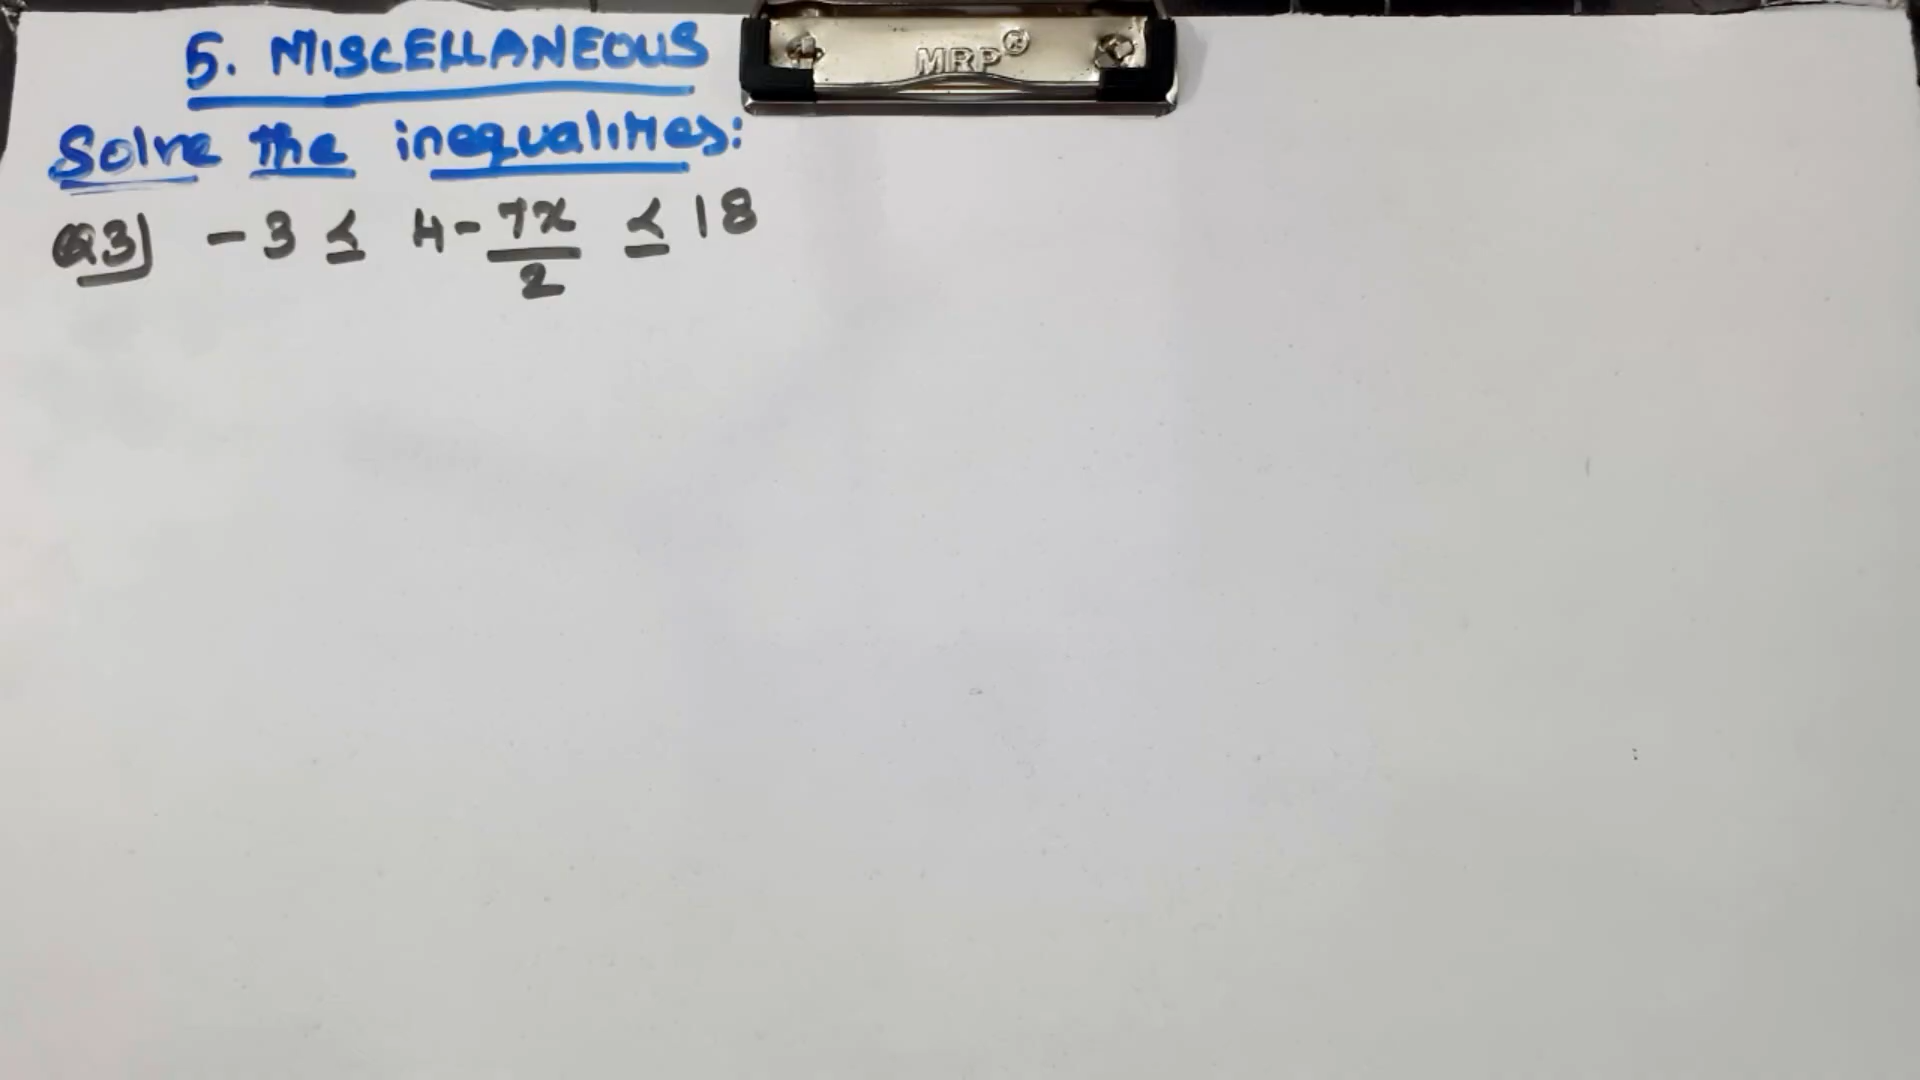 MRP®
5. MISCELLANEOUS
Solve the inequalities:
Q3) -3 ≤ 4 - 7x/2 ≤ 18